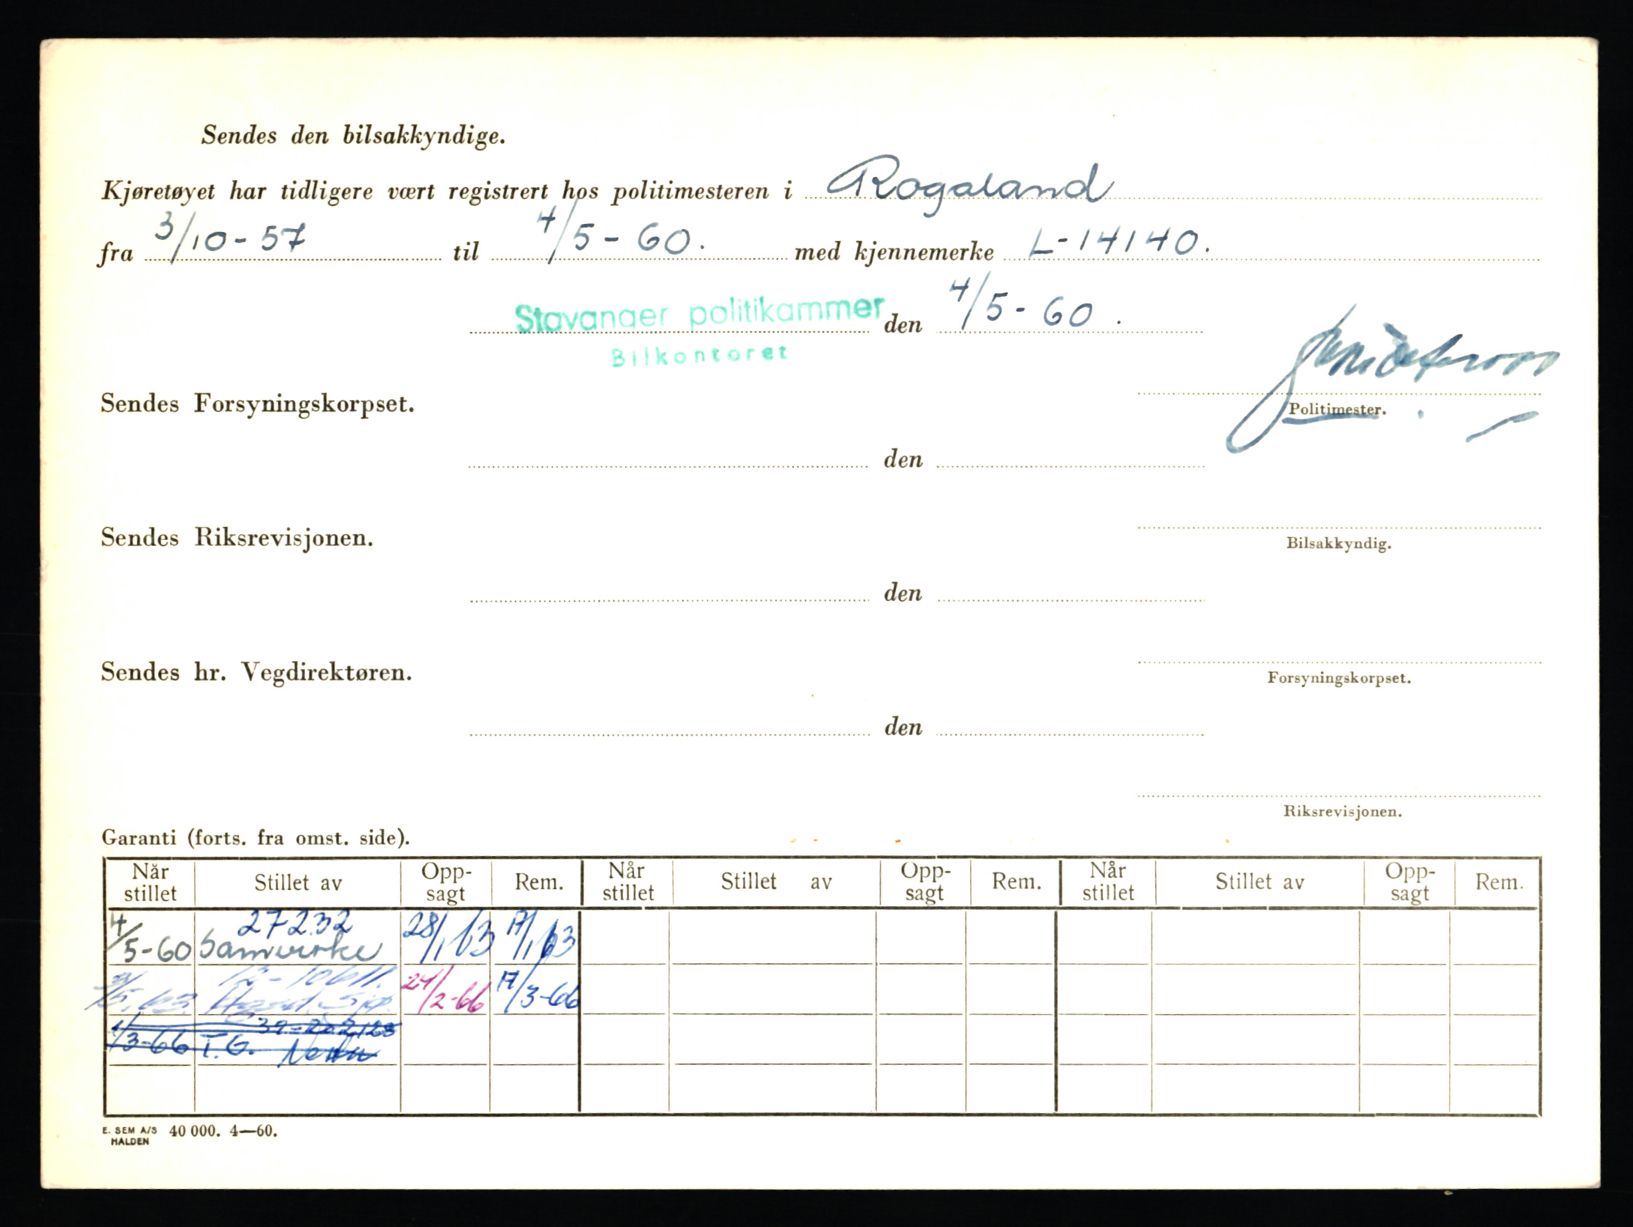 Sendes den bilsakkyndige.
Kjøretøyet har tidligere vært registrert hos politimesteren i Rogaland
fra 3/10-57 til 4/5-60. med kjennemerke L-14140.
Stavanger politikammer den 4/5-60.
Bilkontoret
Sendes Forsyningskorpset.
Politimester.
den
Sendes Riksrevisjonen.
Bilsakkyndig.
den
Sendes hr. Vegdirektøren.
Forsyningskorpset.
den
Riksrevisjonen.
Garanti (forts. fra omst. side).
Når stillet Stillet av Opp-sagt Rem. Når stillet Stillet av Opp-sagt Rem. Når stillet Stillet av Opp-sagt Rem.
4/5-60 27232 Samvirke 28/1 63 17/1 63
24/2-66 17/3-66
/3-66 T.G.
E. SEM A/S HALDEN 40 000. 4—60.